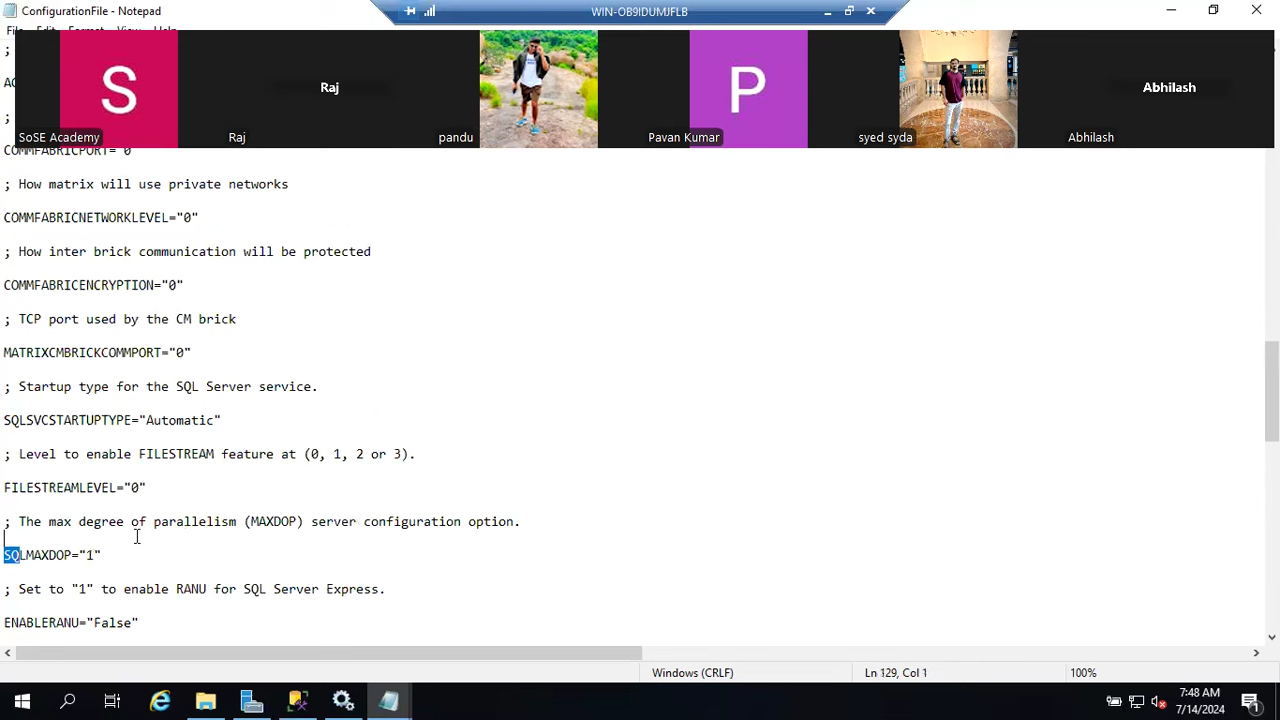 ConfigurationFile - Notepad
WIN-OB9IDUMJFLB
S
Raj
P
Abhilash
SoSE Academy
Raj
pandu
Pavan Kumar
syed syda
Abhilash
; How matrix will use private networks
COMMFABRICNETWORKLEVEL="0"
; How inter brick communication will be protected
COMMFABRICENCRYPTION="0"
; TCP port used by the CM brick
MATRIXCMBRICKCOMMPORT="0"
; Startup type for the SQL Server service.
SQLSVCSTARTUPTYPE="Automatic"
; Level to enable FILESTREAM feature at (0, 1, 2 or 3).
FILESTREAMLEVEL="0"
; The max degree of parallelism (MAXDOP) server configuration option.
SQLMAXDOP="1"
; Set to "1" to enable RANU for SQL Server Express.
ENABLERANU="False"
Windows (CRLF)
Ln 129, Col 1
100%
7:48 AM
7/14/2024
1